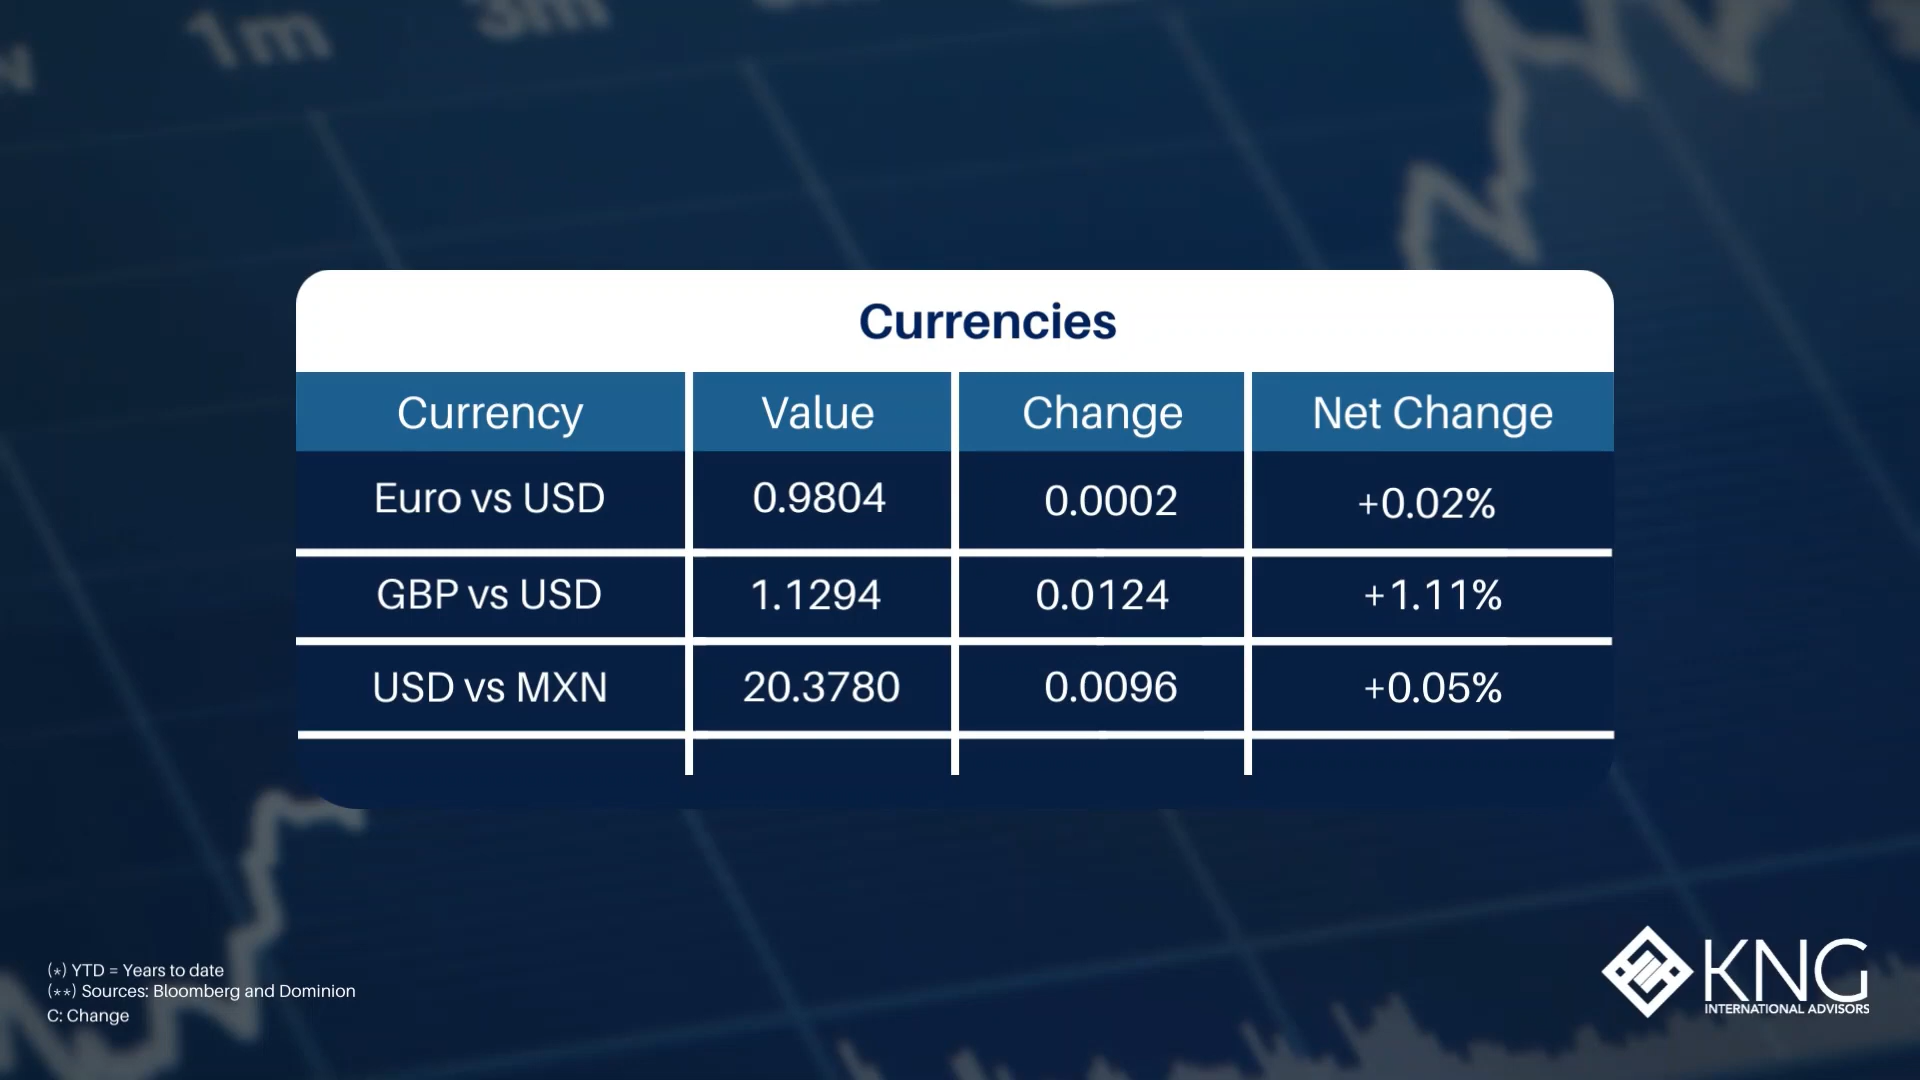 1m 3m
Currencies
Currency Value Change Net Change
Euro vs USD 0.9804 0.0002 +0.02%
GBP vs USD 1.1294 0.0124 +1.11%
USD vs MXN 20.3780 0.0096 +0.05%
(*) YTD = Years to date
(**) Sources: Bloomberg and Dominion
C: Change
KNG
INTERNATIONAL ADVISORS